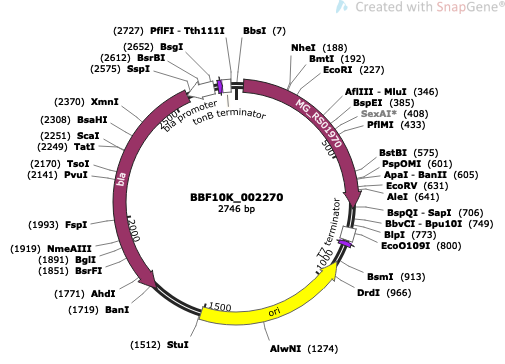 Created with SnapGene®
(2727) PflFI - Tth111I
BbsI (7)
(2652) BsgI
(2612) BsrBI
(2575) SspI
NheI (188)
BmtI (192)
EcoRI (227)
bla promoter
tonB terminator
(2370) XmnI
(2308) BsaHI
(2251) ScaI
(2249) TatI
(2170) TsoI
(2141) PvuI
AflIII - MluI (346)
BspEI (385)
SexAI* (408)
PflMI (433)
MG_RS01970
2500
500
BstBI (575)
PspOMI (601)
ApaI - BanII (605)
EcoRV (631)
AleI (641)
bla
BBF10K_002270
2746 bp
BspQI - SapI (706)
BbvCI - Bpu10I (749)
BlpI (773)
EcoO109I (800)
T7 terminator
(1993) FspI
2000
(1919) NmeAIII
(1891) BglI
(1851) BsrFI
1000
BsmI (913)
DrdI (966)
(1771) AhdI
(1719) BanI
1500
ori
(1512) StuI
AlwNI (1274)